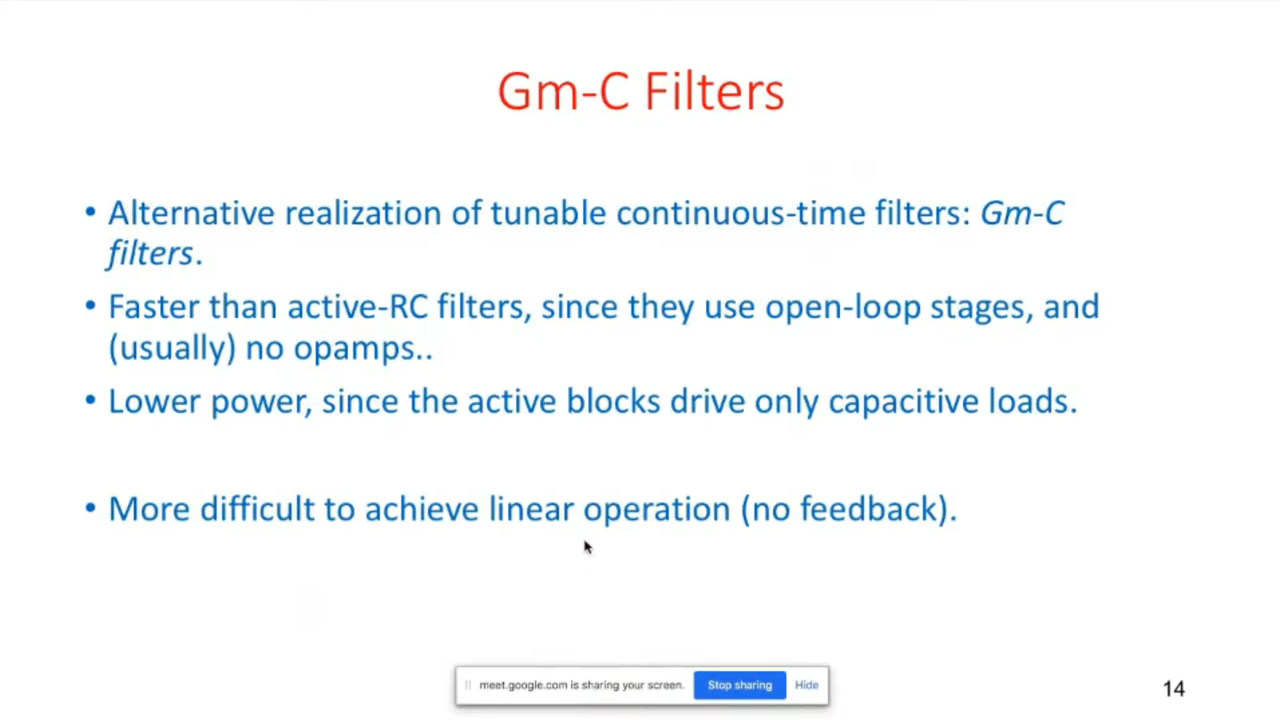 Gm-C Filters
• Alternative realization of tunable continuous-time filters: Gm-C
filters.
• Faster than active-RC filters, since they use open-loop stages, and
(usually) no opamps..
• Lower power, since the active blocks drive only capacitive loads.
• More difficult to achieve linear operation (no feedback).
meet.google.com is sharing your screen. Stop sharing Hide
14